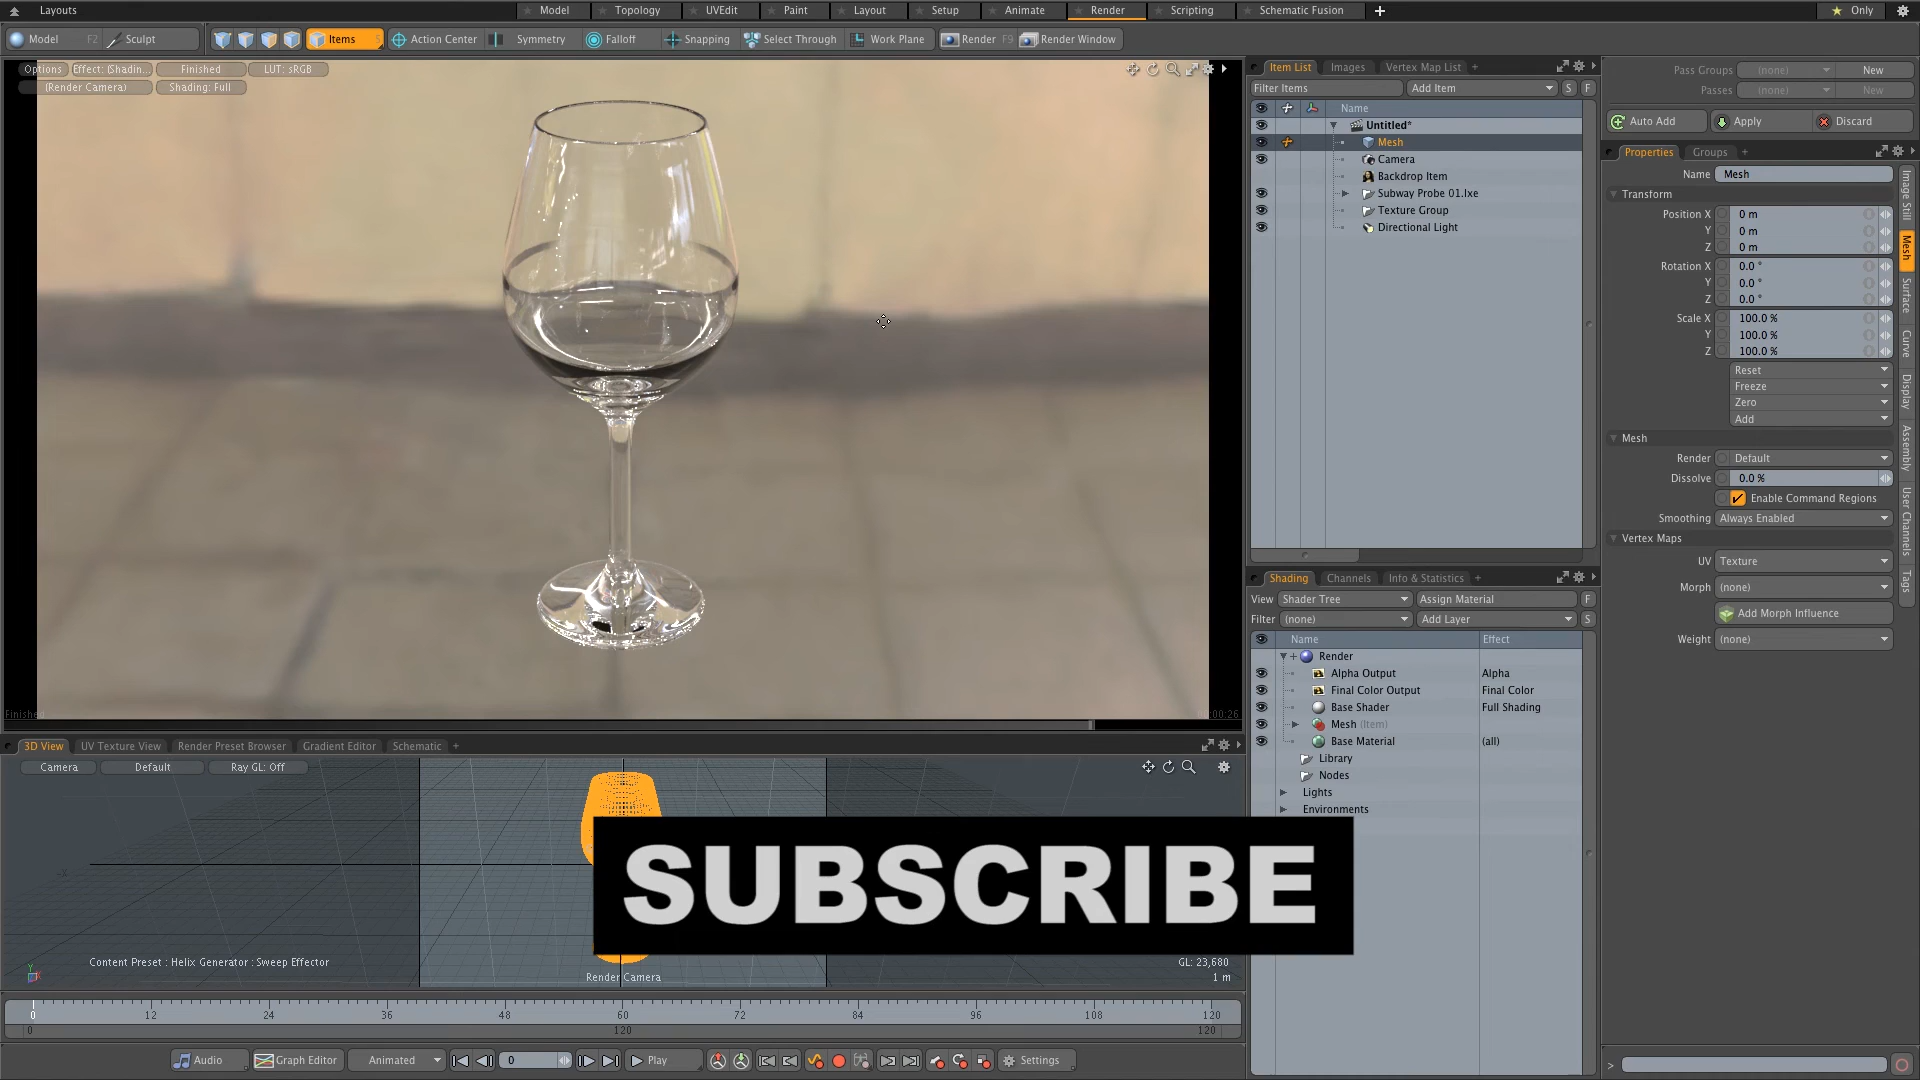 Layouts
Model Topology UVEdit Paint Layout Setup Animate Render Scripting Schematic Fusion Only
Model F2 Sculpt Items Action Center Symmetry Falloff Snapping Select Through Work Plane Render F9 Render Window
Options Effect: (Shadin... Finished LUT: sRGB
(Render Camera) Shading: Full
Finished
Item List Images Vertex Map List
Filter Items Add Item S F
Name
Untitled*
Mesh
Camera
Backdrop Item
Subway Probe 01.lxe
Texture Group
Directional Light
Pass Groups (none) New
Passes (none) New
Auto Add Apply Discard
Properties Groups
Name Mesh
Transform
Position X 0 m
Y 0 m
Z 0 m
Rotation X 0.0 °
Y 0.0 °
Z 0.0 °
Scale X 100.0 %
Y 100.0 %
Z 100.0 %
Reset
Freeze
Zero
Add
Mesh
Render Default
Dissolve 0.0 %
Enable Command Regions
Smoothing Always Enabled
Vertex Maps
UV Texture
Morph (none)
Add Morph Influence
Weight (none)
Image Still
Mesh
Surface
Curve
Display
Assembly
User Channels
Tags
Shading Channels Info & Statistics
View Shader Tree Assign Material F
Filter (none) Add Layer S
Name Effect
Render
Alpha Output Alpha
Final Color Output Final Color
Base Shader Full Shading
Mesh (Item)
Base Material (all)
Library
Nodes
Lights
Environments
3D View UV Texture View Render Preset Browser Gradient Editor Schematic
Camera Default Ray GL: Off
SUBSCRIBE
Content Preset : Helix Generator : Sweep Effector
Render Camera
GL: 23,680
1 m
0 12 24 36 48 60 72 84 96 108 120
0 120 120
Audio Graph Editor Animated 0 Play Settings